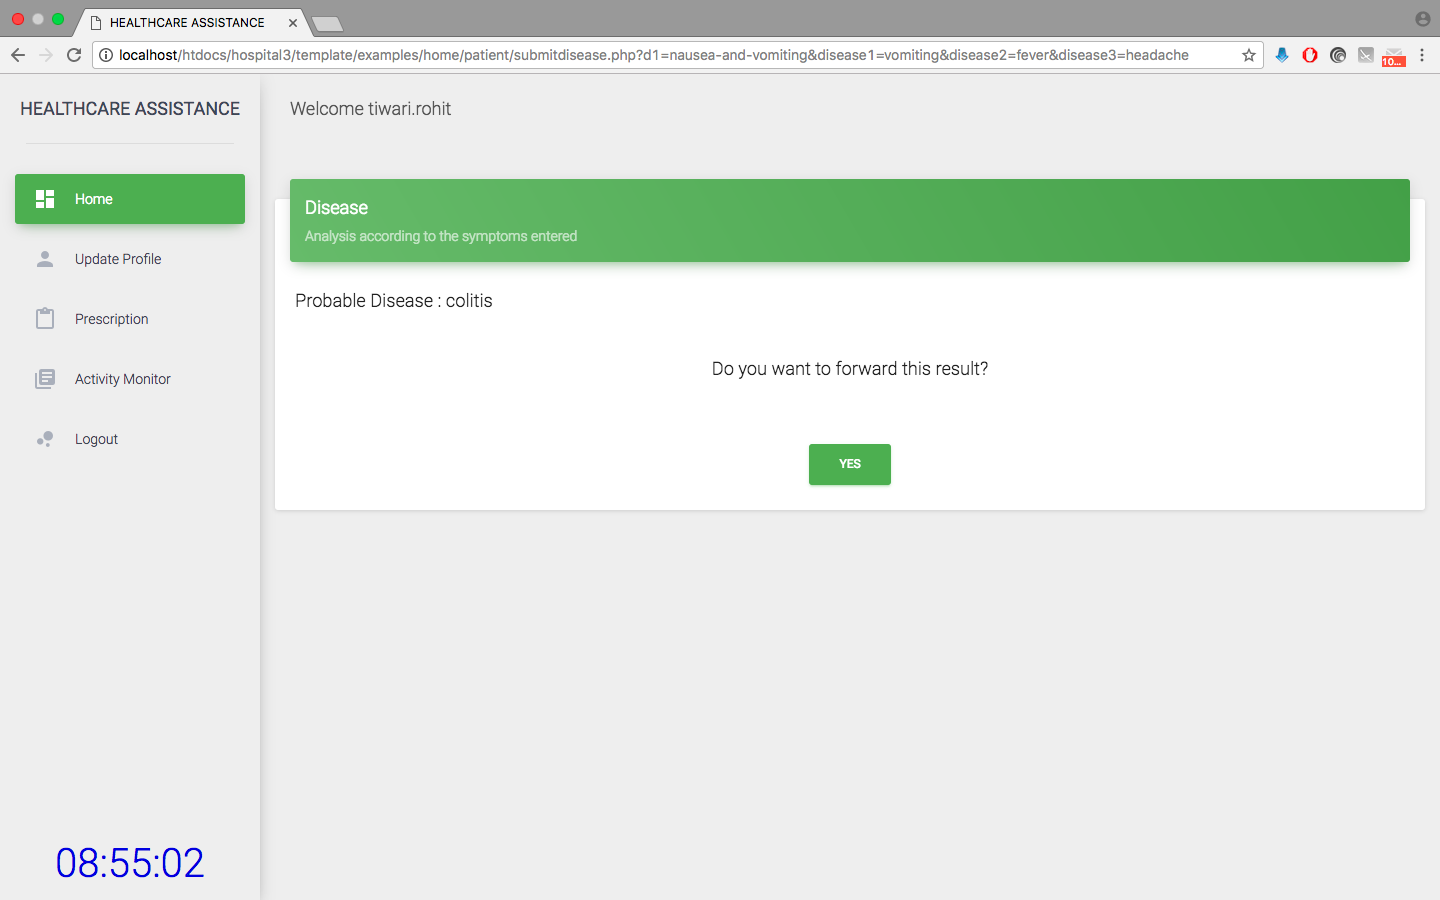 HEALTHCARE ASSISTANCE
localhost/htdocs/hospital3/template/examples/home/patient/submitdisease.php?d1=nausea-and-vomiting&disease1=vomiting&disease2=fever&disease3=headache
10...
HEALTHCARE ASSISTANCE
Home
Update Profile
Prescription
Activity Monitor
Logout
08:55:02
Welcome tiwari.rohit
Disease
Analysis according to the symptoms entered
Probable Disease : colitis
Do you want to forward this result?
YES